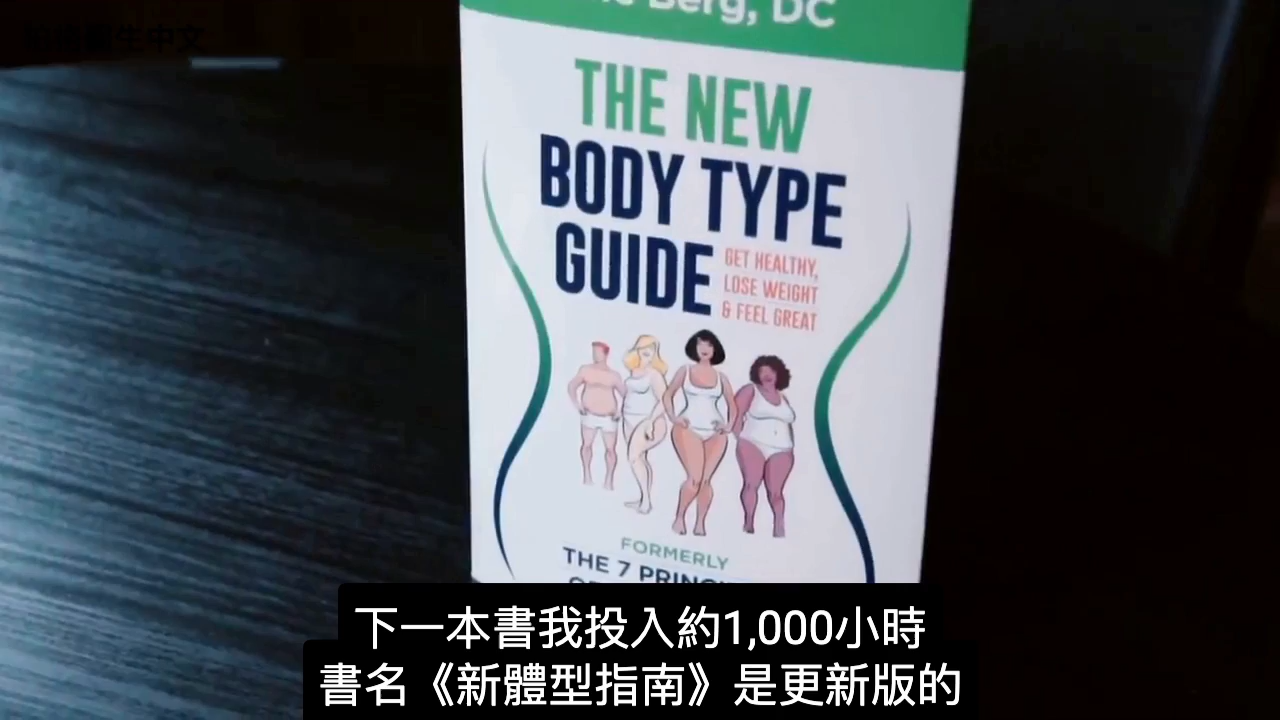 Berg, DC
THE NEW
BODY TYPE
GUIDE
GET HEALTHY,
LOSE WEIGHT
& FEEL GREAT
FORMERLY
THE 7
下一本書我投入約1,000小時
書名《新體型指南》是更新版的